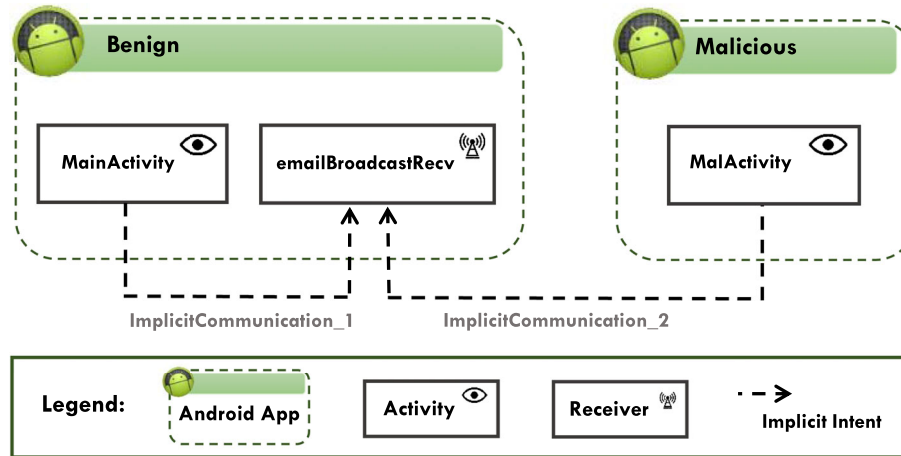 Benign
Malicious
MainActivity
emailBroadcastRecv
MalActivity
ImplicitCommunication_1
ImplicitCommunication_2
Legend:
Android App
Activity
Receiver
Implicit Intent